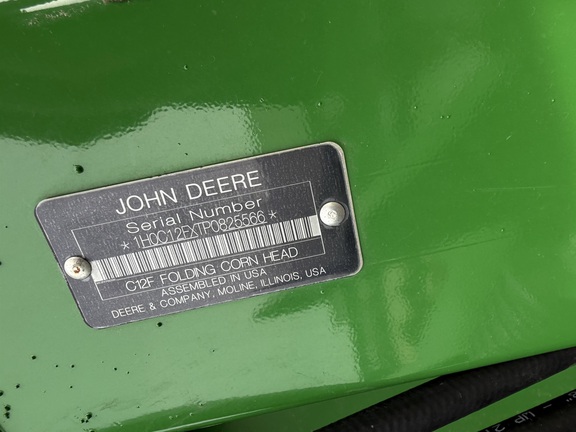 JOHN DEERE
Serial Number
*1H0C12FXTP0825566*
C12F FOLDING CORN HEAD
ASSEMBLED IN USA
DEERE & COMPANY, MOLINE, ILLINOIS, USA